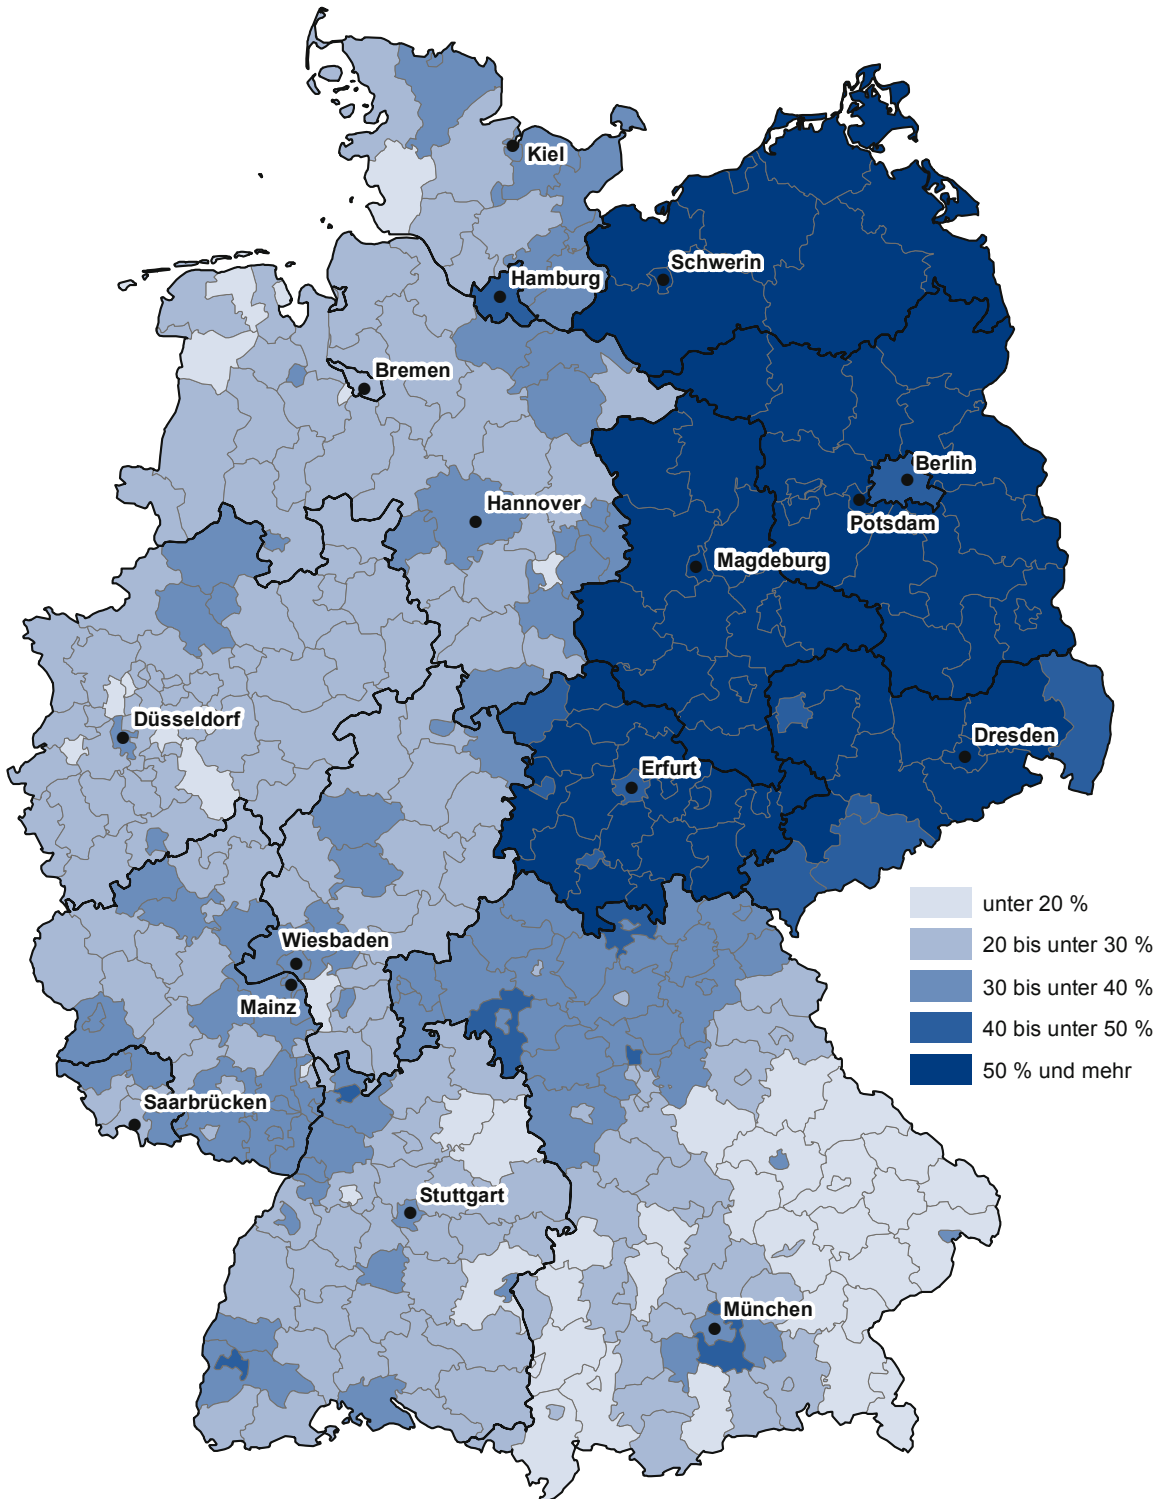 Kiel
Schwerin
Hamburg
Bremen
Berlin
Hannover
Potsdam
Magdeburg
Düsseldorf
Dresden
Erfurt
unter 20 %
20 bis unter 30 %
30 bis unter 40 %
40 bis unter 50 %
50 % und mehr
Wiesbaden
Mainz
Saarbrücken
Stuttgart
München